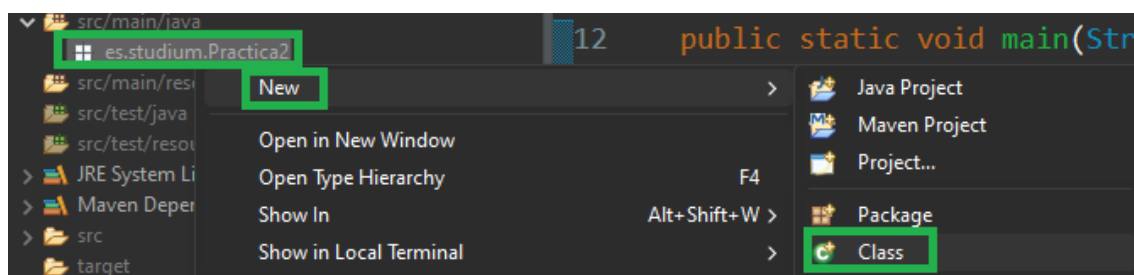 src/main/java
es.studium.Practica2
src/main/res
src/test/java
src/test/resou
JRE System Li
Maven Deper
src
target
12 public static void main(Str
New
Open in New Window
Open Type Hierarchy F4
Show In Alt+Shift+W >
Show in Local Terminal
Java Project
Maven Project
Project...
Package
Class